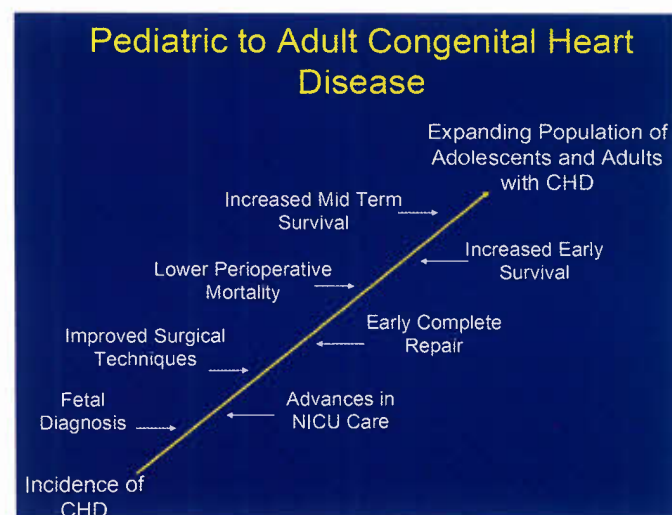 Pediatric to Adult Congenital Heart
Disease
Expanding Population of
Adolescents and Adults
with CHD
Increased Mid Term
Survival
Increased Early
Survival
Lower Perioperative
Mortality
Early Complete
Repair
Improved Surgical
Techniques
Fetal
Diagnosis
Advances in
NICU Care
Incidence of
CHD